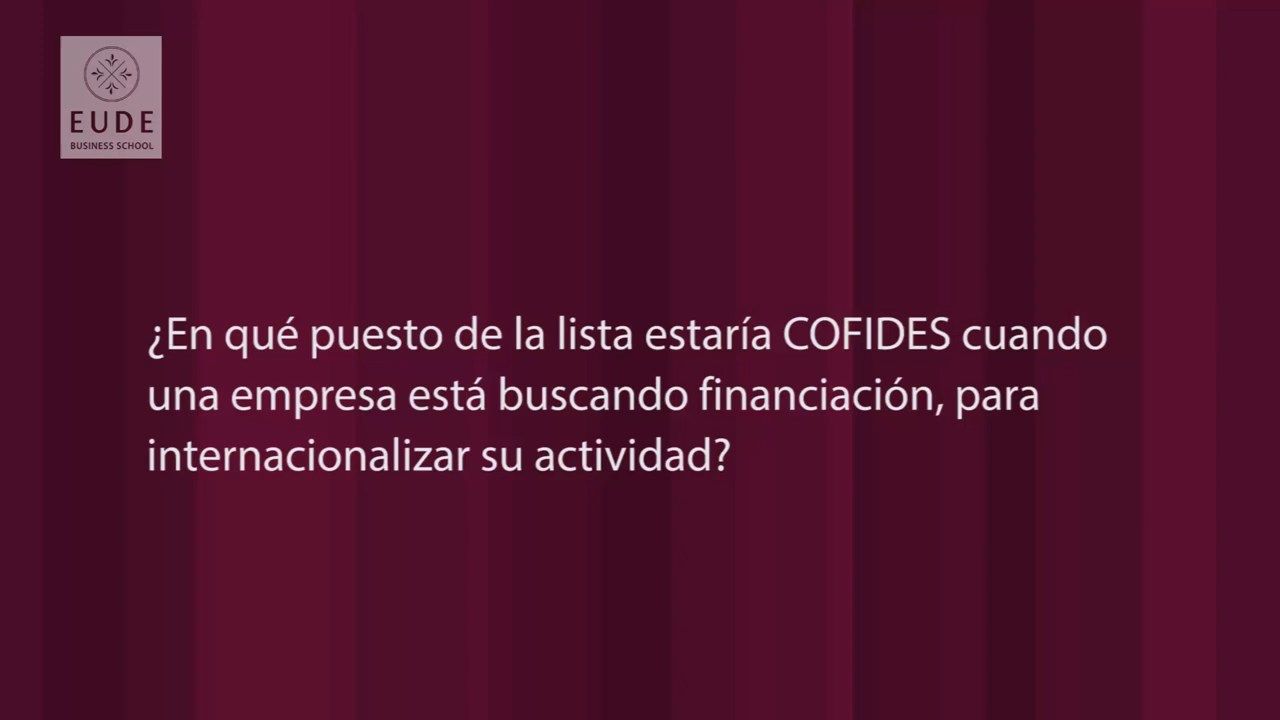 EUDE
BUSINESS SCHOOL
¿En qué puesto de la lista estaría COFIDES cuando
una empresa está buscando financiación, para
internacionalizar su actividad?